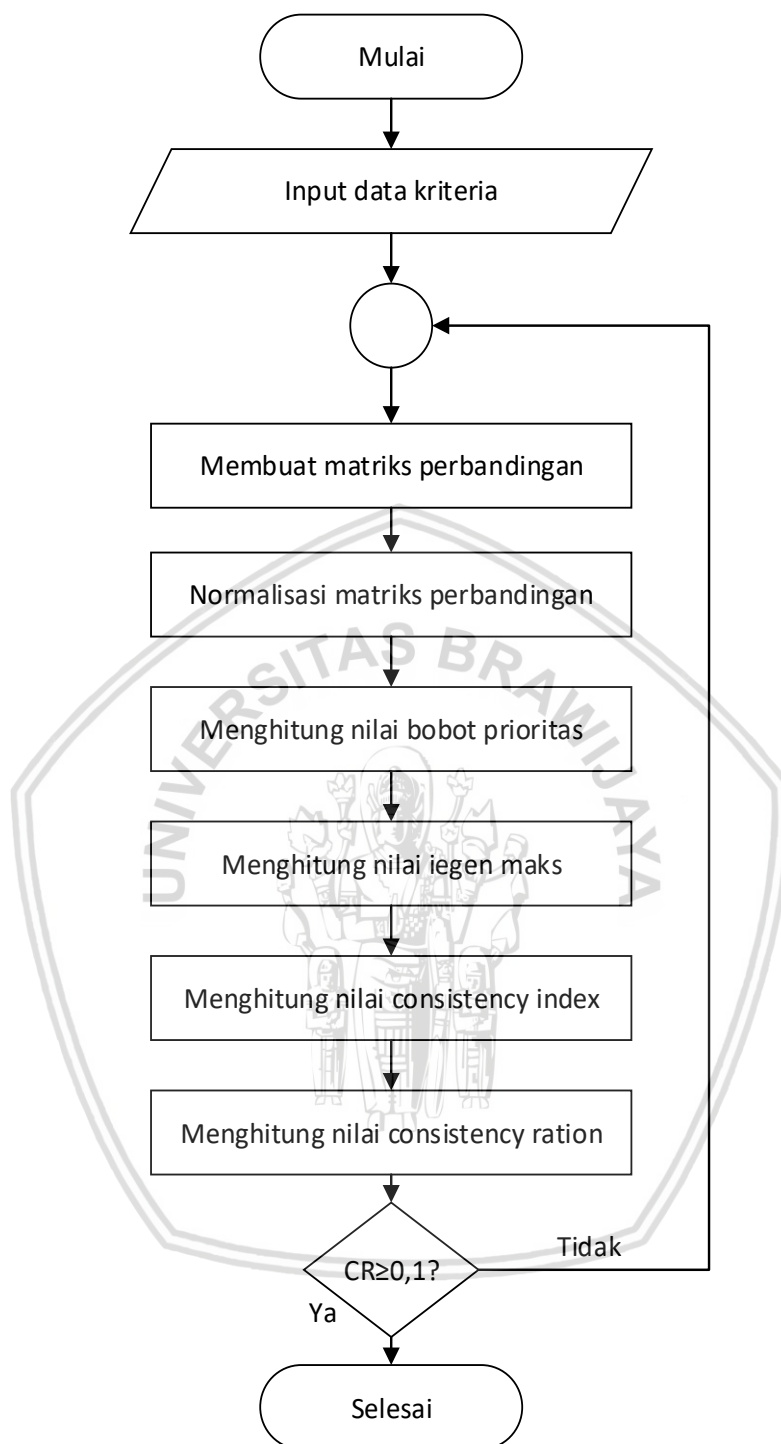 Mulai
Input data kriteria
Membuat matriks perbandingan
Normalisasi matriks perbandingan
UNIVERSITAS BRAWIJAYA
Menghitung nilai bobot prioritas
Menghitung nilai iegen maks
Menghitung nilai consistency index
Menghitung nilai consistency ration
Tidak
CR≥0,1?
Ya
Selesai